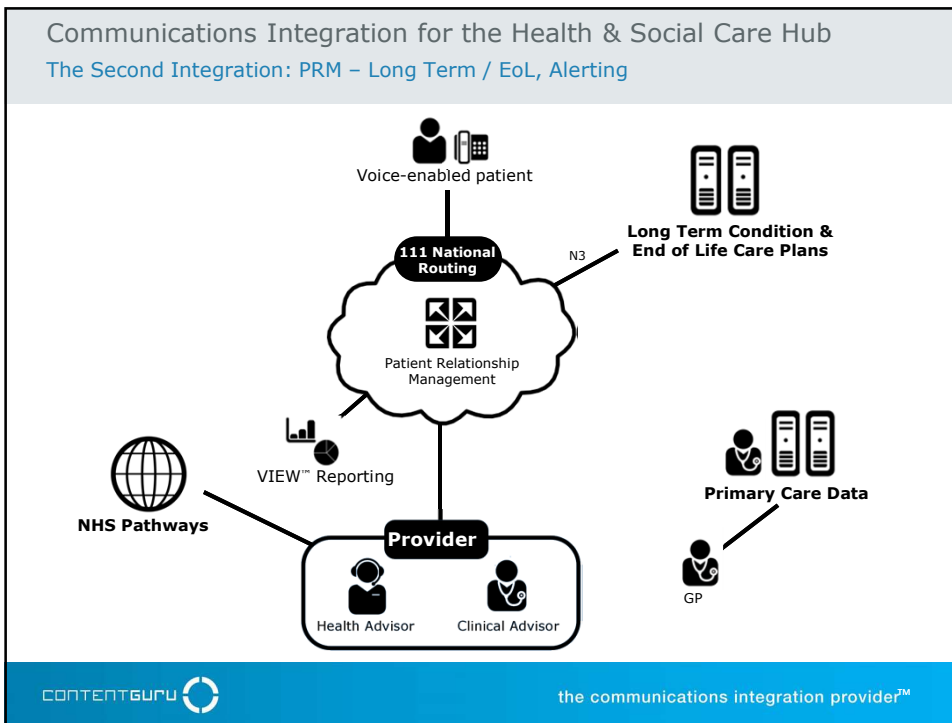 Communications Integration for the Health & Social Care Hub
The Second Integration: PRM – Long Term / EoL, Alerting
Voice-enabled patient
111 National
Routing
N3
Long Term Condition &
End of Life Care Plans
Patient Relationship
Management
VIEW™ Reporting
NHS Pathways
Primary Care Data
Provider
GP
Health Advisor
Clinical Advisor
CONTENTGURU
the communications integration provider™